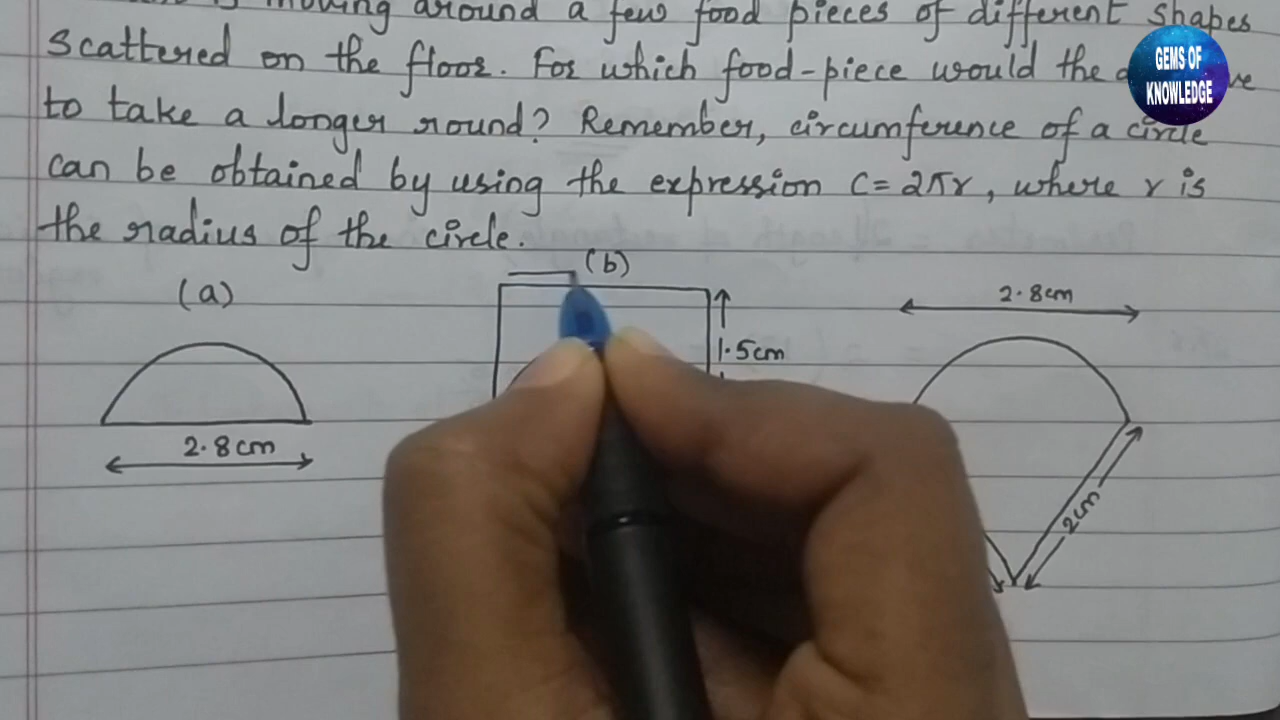 is moving around a few food pieces of different shapes
scattered on the floor. For which food-piece would the
to take a longer round? Remember, circumference of a circle
can be obtained by using the expression c = 2πr, where r is
the radius of the circle.
(a)
(b)
2.8cm
1.5cm
2.8cm
2cm
GEMS OF
KNOWLEDGE